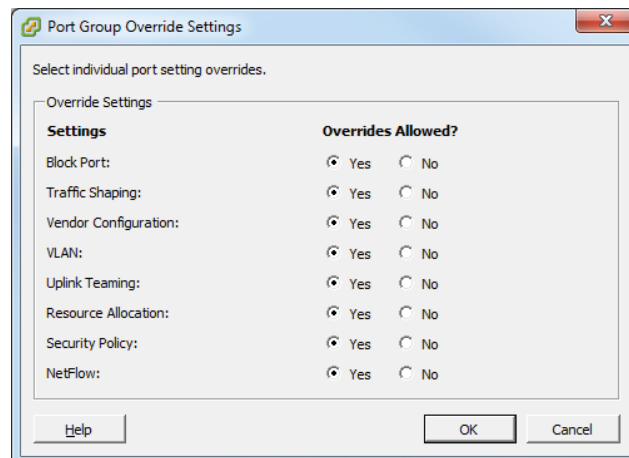 Port Group Override Settings
Select individual port setting overrides.
Override Settings
Settings Overrides Allowed?
Block Port: Yes No
Traffic Shaping: Yes No
Vendor Configuration: Yes No
VLAN: Yes No
Uplink Teaming: Yes No
Resource Allocation: Yes No
Security Policy: Yes No
NetFlow: Yes No
Help OK Cancel